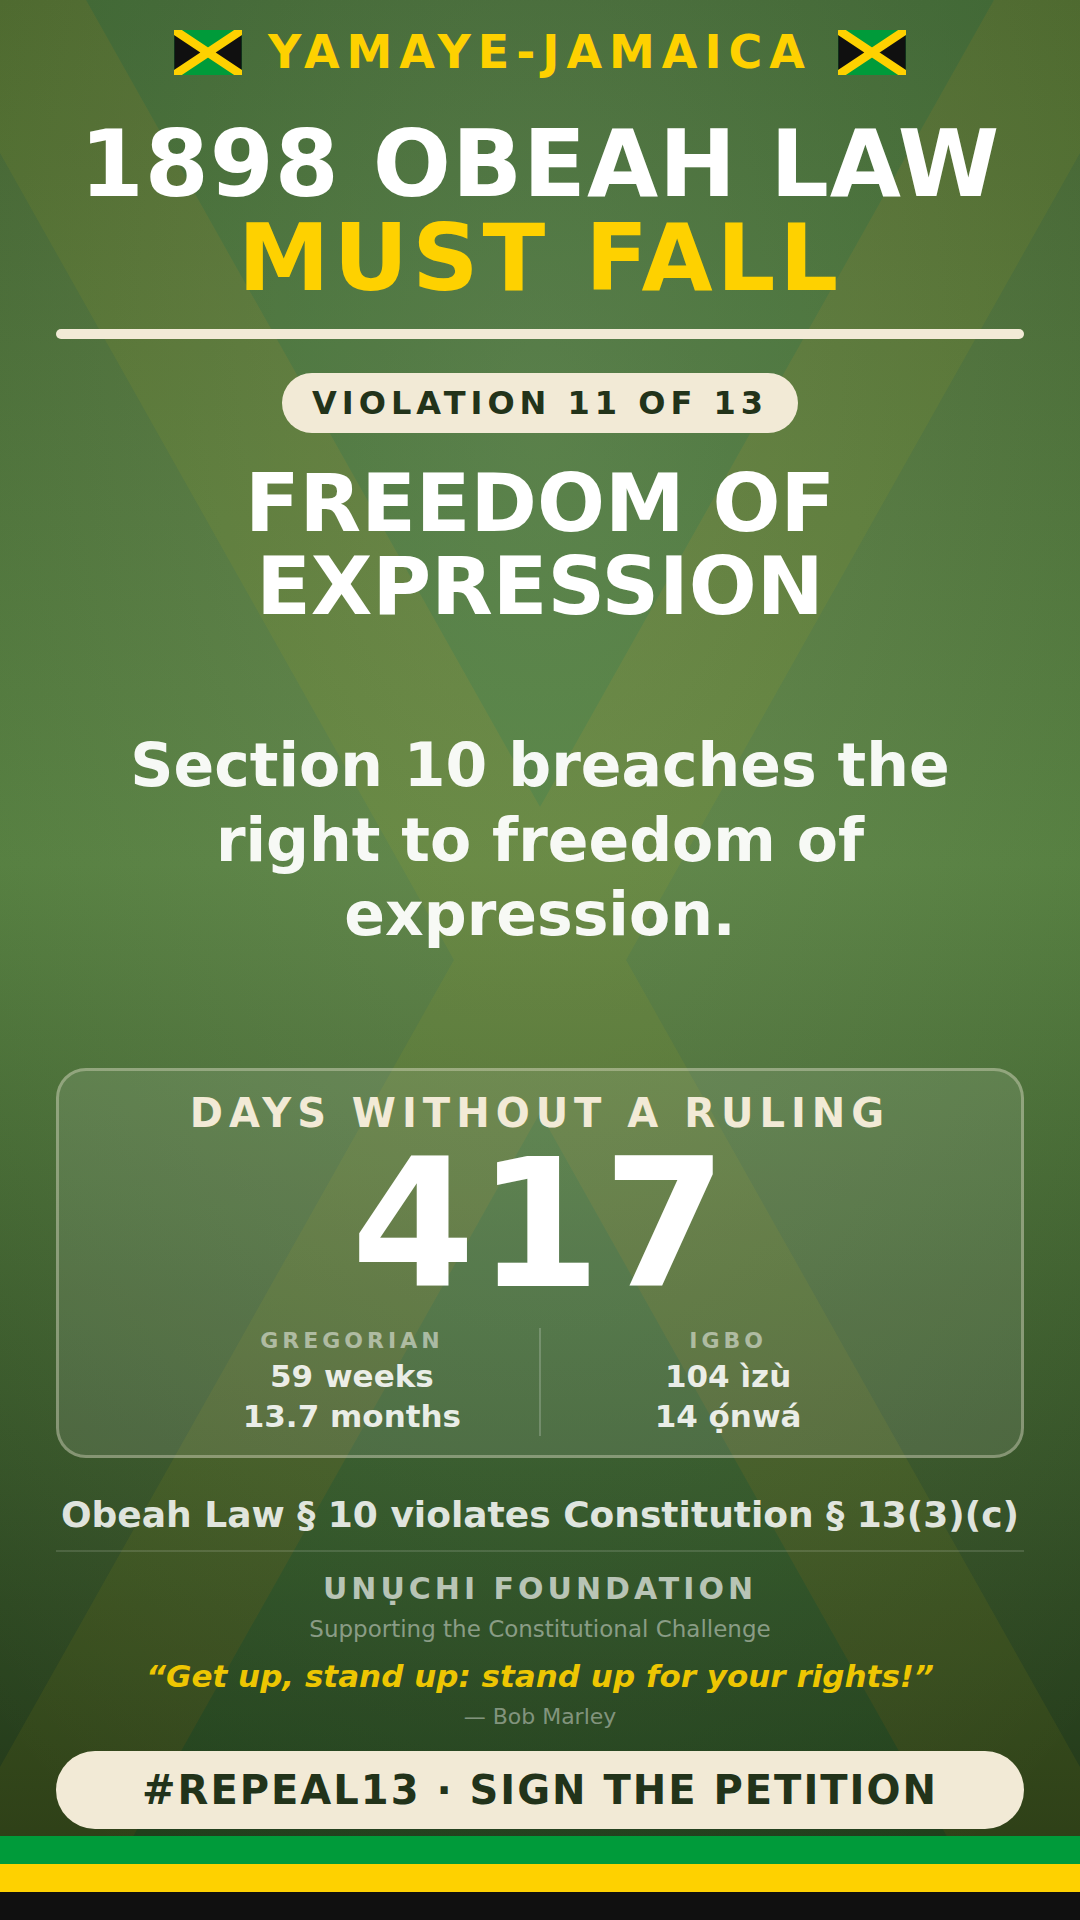 YAMAYE-JAMAICA
1898 OBEAH LAW
MUST FALL
VIOLATION 11 OF 13
FREEDOM OF
EXPRESSION
Section 10 breaches the
right to freedom of
expression.
DAYS WITHOUT A RULING
417
GREGORIAN
59 weeks
13.7 months
IGBO
104 ìzù
14 ọ́nwá
Obeah Law § 10 violates Constitution § 13(3)(c)
UNỤCHI FOUNDATION
Supporting the Constitutional Challenge
“Get up, stand up: stand up for your rights!”
— Bob Marley
#REPEAL13 · SIGN THE PETITION